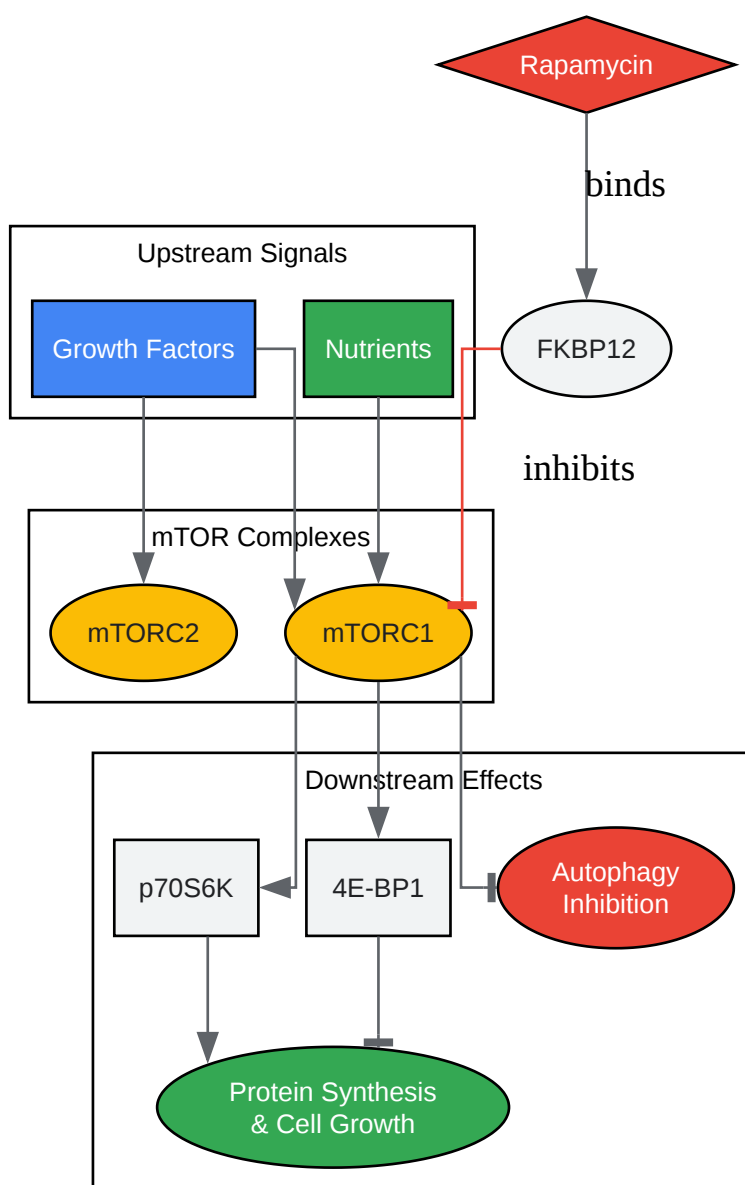 Rapamycin
binds
Upstream Signals
Growth Factors
Nutrients
FKBP12
inhibits
mTOR Complexes
mTORC2
mTORC1
Downstream Effects
p70S6K
4E-BP1
Autophagy
Inhibition
Protein Synthesis
& Cell Growth